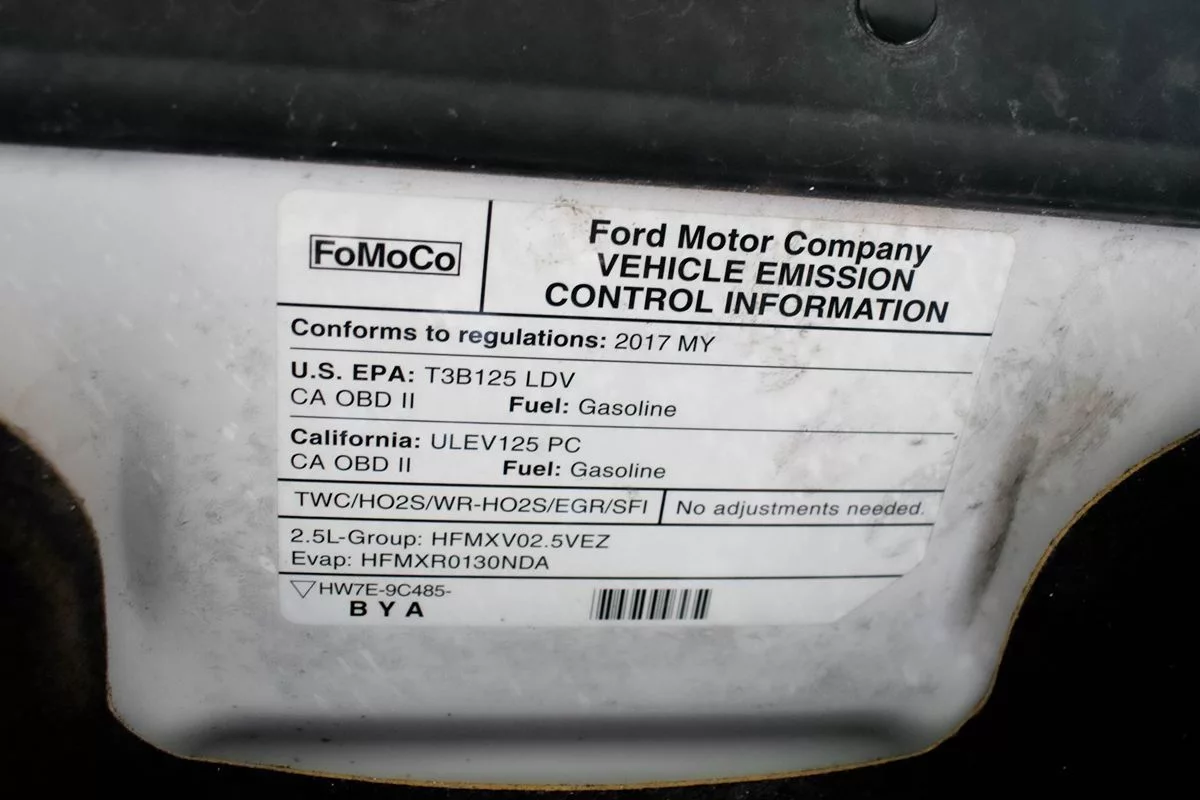 FoMoCo
Ford Motor Company
VEHICLE EMISSION
CONTROL INFORMATION
Conforms to regulations: 2017 MY
U.S. EPA: T3B125 LDV
CA OBD II Fuel: Gasoline
California: ULEV125 PC
CA OBD II Fuel: Gasoline
TWC/HO2S/WR-HO2S/EGR/SFI No adjustments needed.
2.5L-Group: HFMXV02.5VEZ
Evap: HFMXR0130NDA
HW7E-9C485-
B Y A